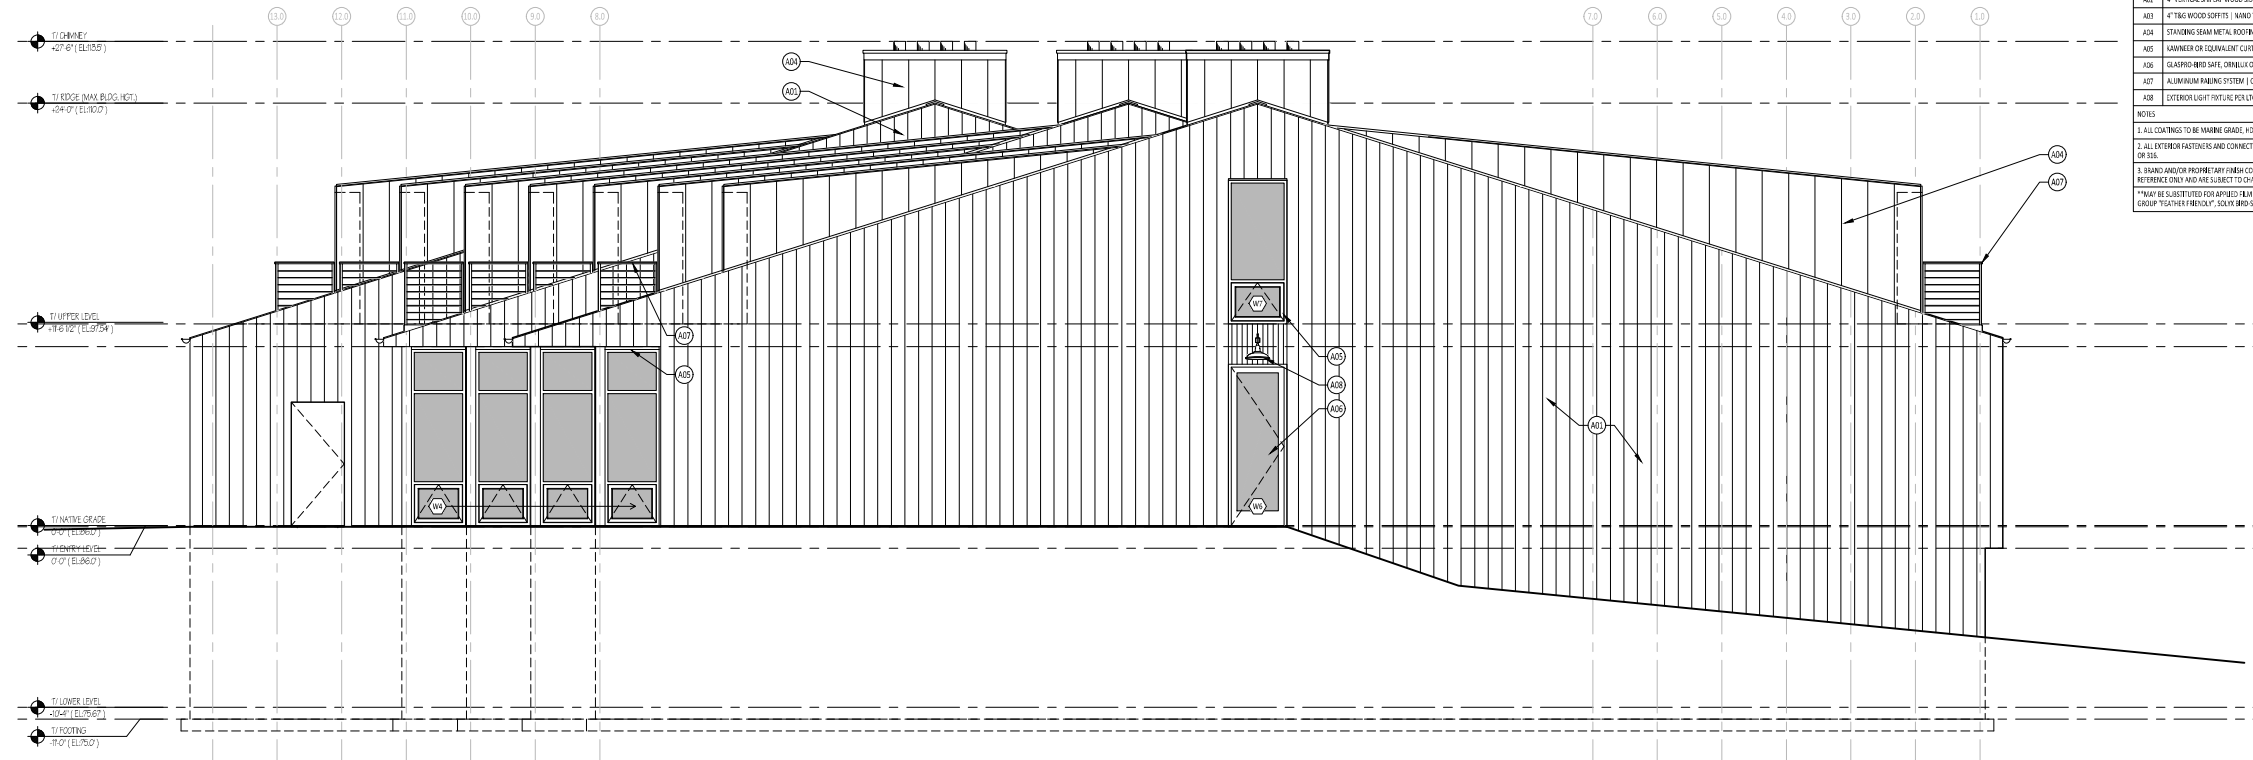 13.0 12.0 11.0 10.0 9.0 8.0 7.0 6.0 5.0 4.0 3.0 2.0 1.0
T/ CHIMNEY
+27'-6" ( EL:113.5' )
T/ RIDGE (MAX. BLDG. HGT.)
+24'-0" ( EL:110.0' )
T/ UPPER LEVEL
+11'-6 1/2" ( EL:97.54' )
T/ NATIVE GRADE
0'-0" ( EL:86.0' )
T/ ENTRY LEVEL
0'-0" ( EL:86.0' )
T/ LOWER LEVEL
-10'-4" ( EL:75.67' )
T/ FOOTING
-11'-0" ( EL:75.0' )
A04
A01
A07
A05
W4
W7
A05
A08
A06
W6
A01
A04
A07
A03 4" T&G WOOD SOFFITS | NANO
A04 STANDING SEAM METAL ROOFIN
A05 KAWNEER OR EQUIVALENT CURT
A06 GLASPRO-BIRD SAFE, ORNILUX O
A07 ALUMINUM RAILING SYSTEM | C
A08 EXTERIOR LIGHT FIXTURE PER LT
NOTES
1. ALL COATINGS TO BE MARINE GRADE, HO
2. ALL EXTERIOR FASTENERS AND CONNECT
OR 316.
3. BRAND AND/OR PROPRIETARY FINISH CO
REFERENCE ONLY AND ARE SUBJECT TO CHA
**MAY BE SUBSTITUTED FOR APPLIED FILM
GROUP "FEATHER FRIENDLY", SOLYX BIRD-S